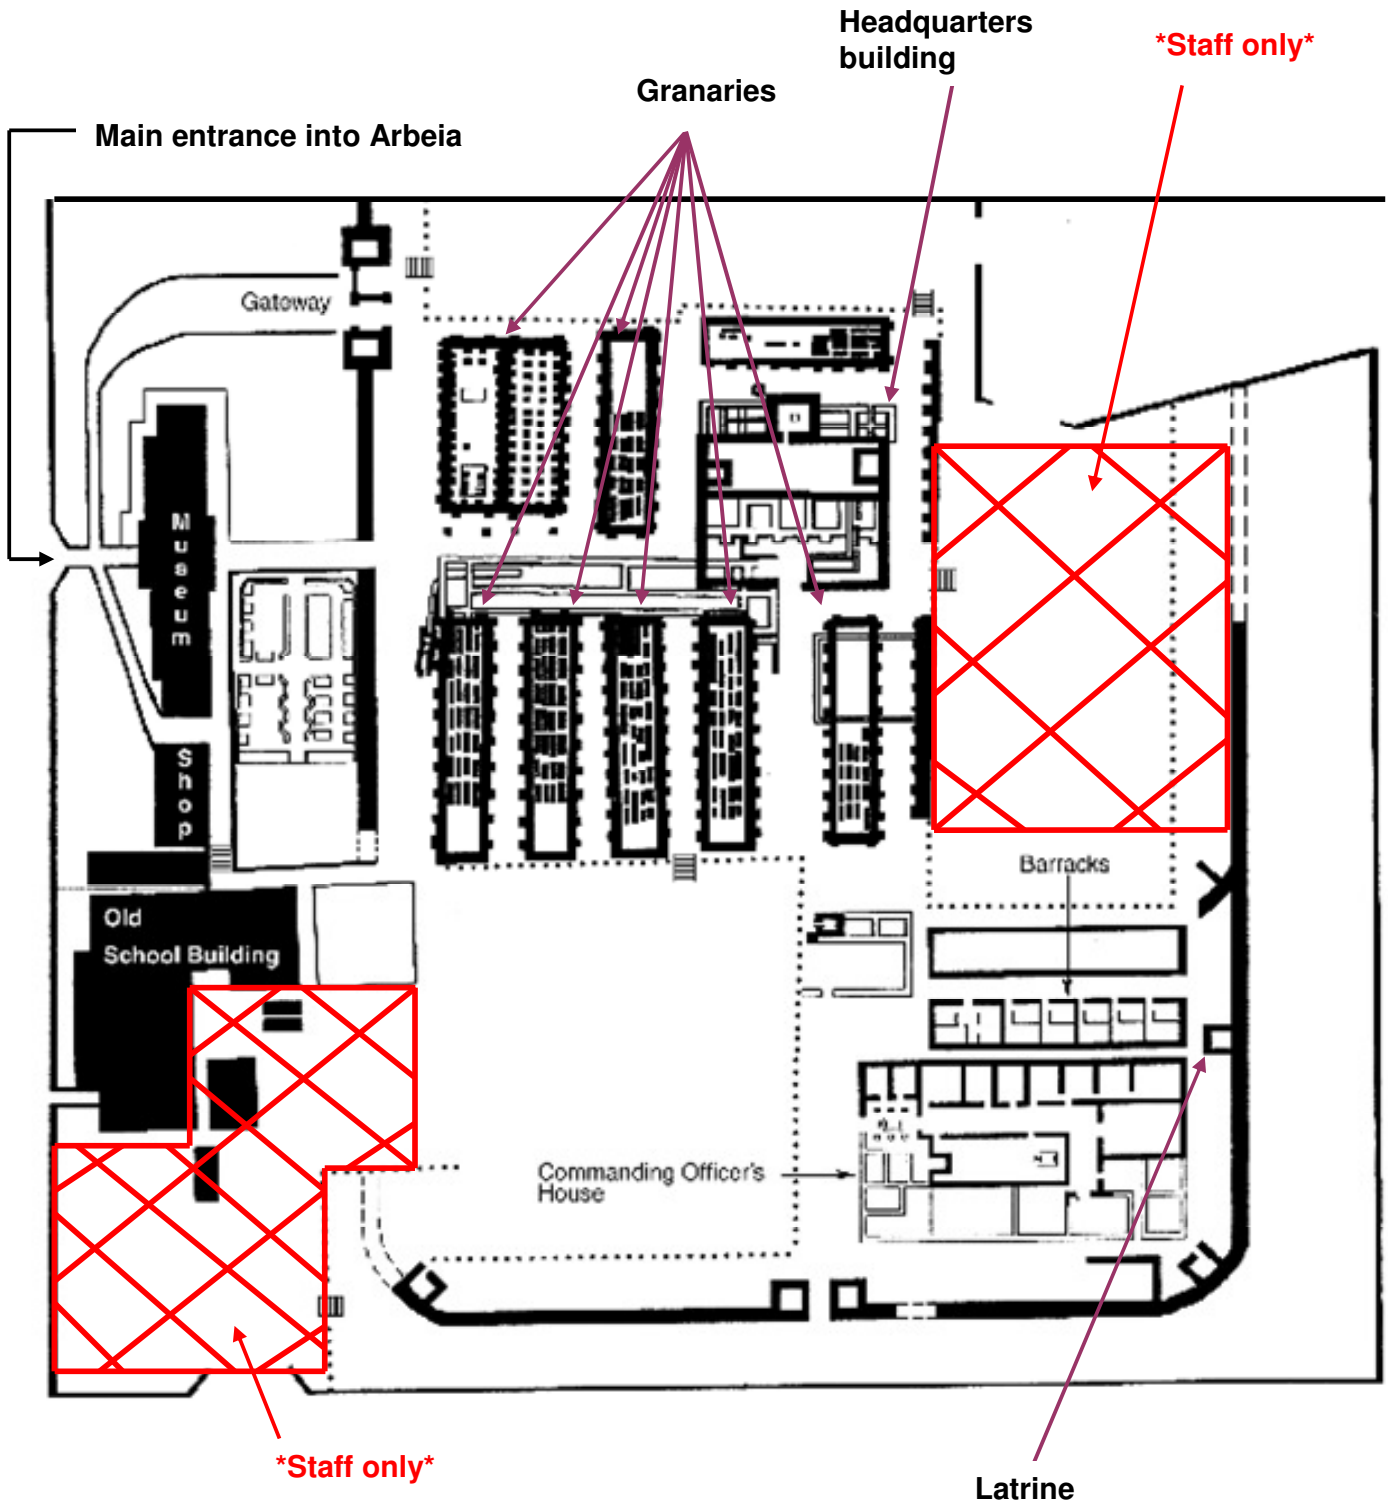 Headquarters
building
*Staff only*
Granaries
Main entrance into Arbeia
Gateway
Museum
Shop
Barracks
Old
School Building
Commanding Officer's
House
*Staff only*
Latrine